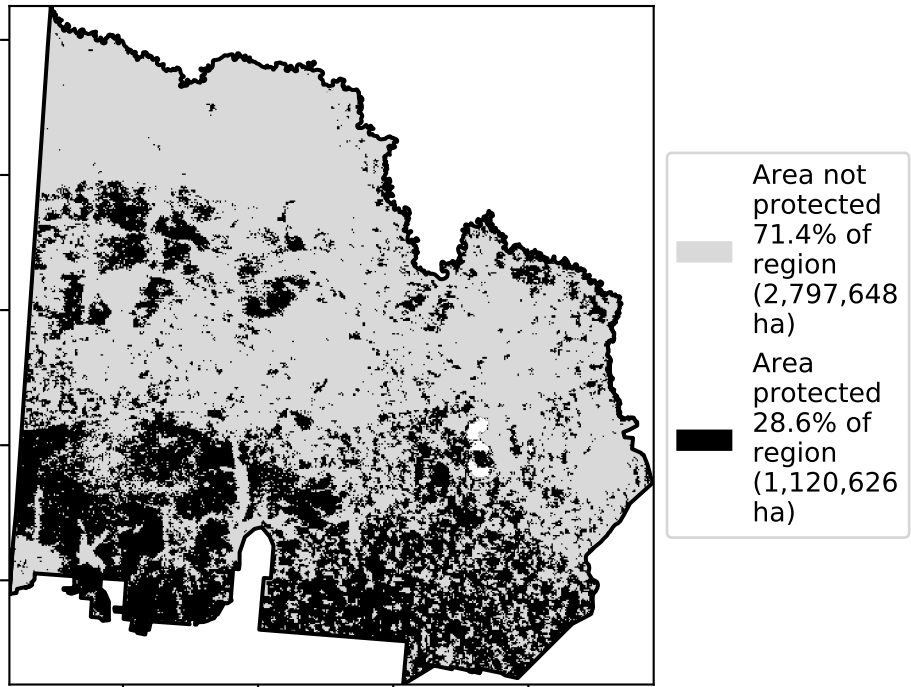 Area not
protected
71.4% of
region
(2,797,648
ha)
Area
protected
28.6% of
region
(1,120,626
ha)